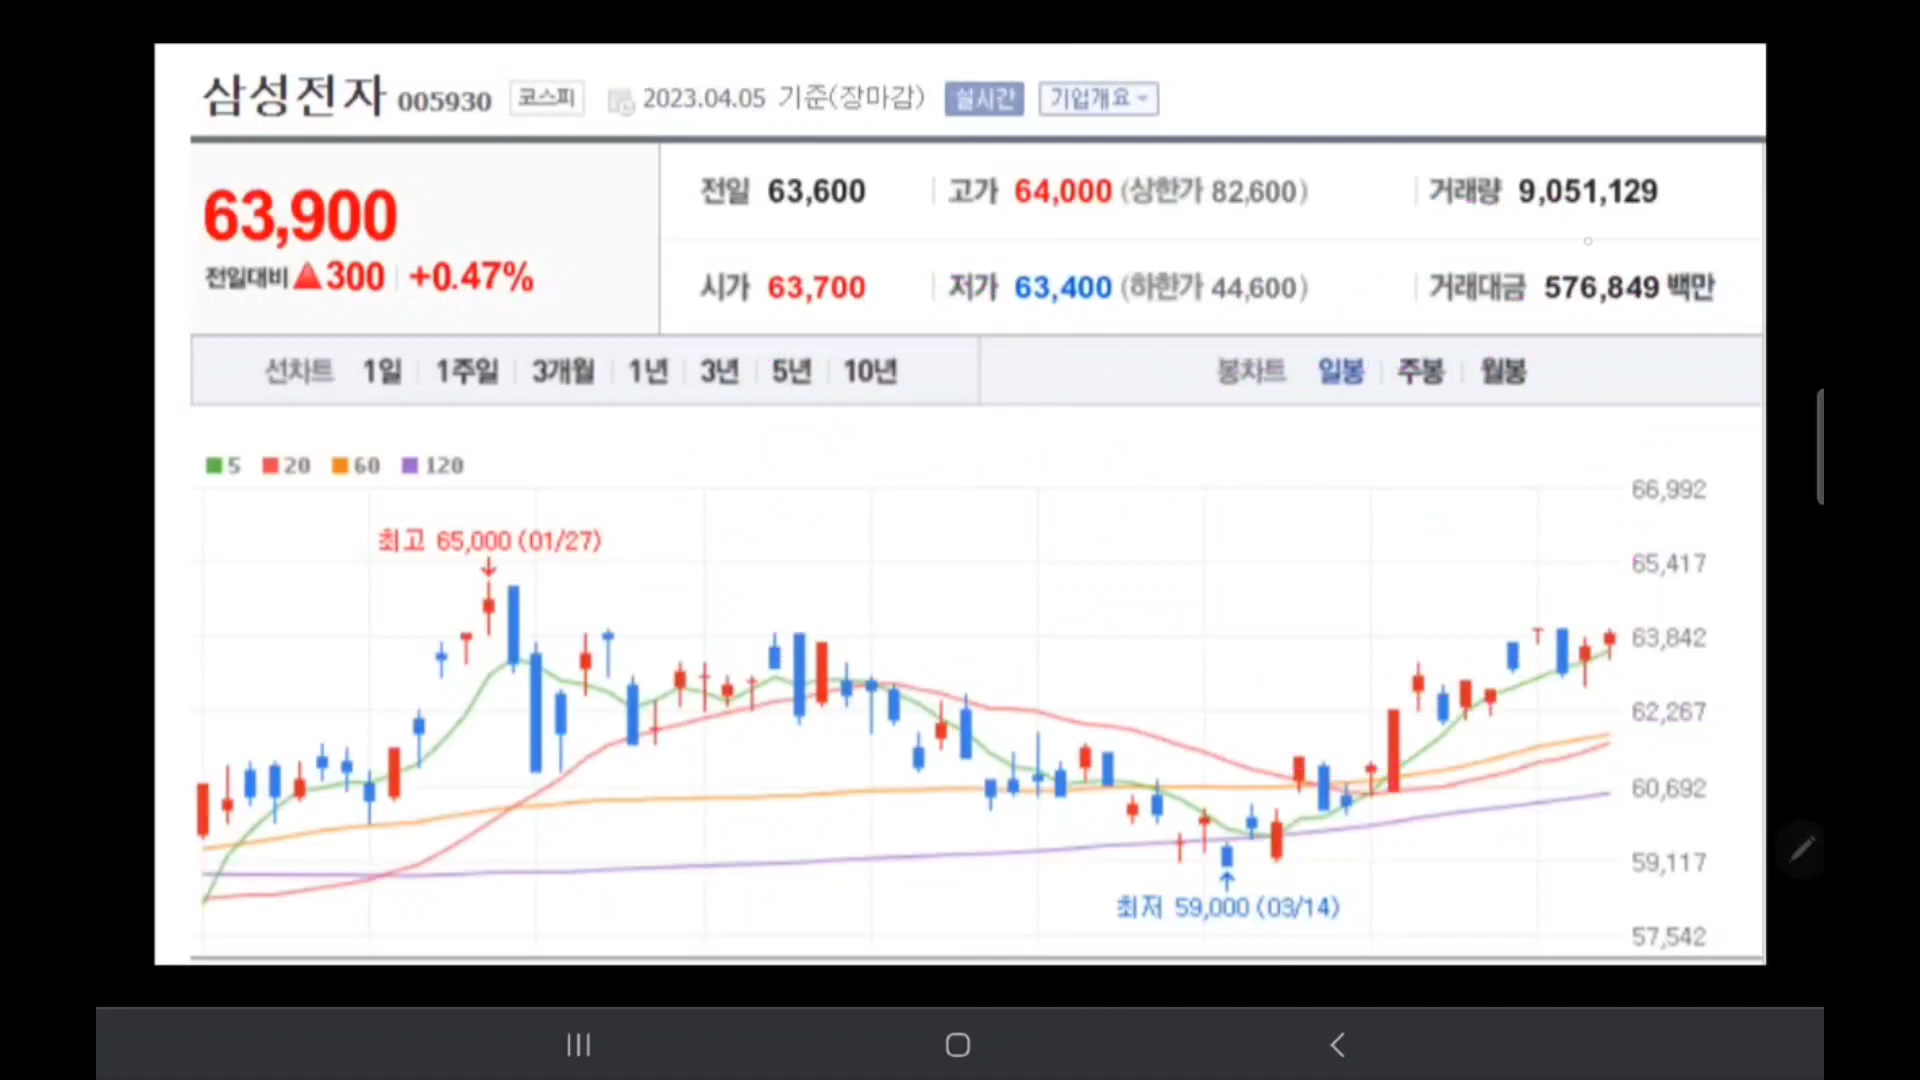 삼성전자 005930 코스피 2023.04.05 기준(장마감) 실시간 기업개요
63,900
전일대비 ▲300 +0.47%
전일 63,600 고가 64,000 (상한가 82,600) 거래량 9,051,129
시가 63,700 저가 63,400 (하한가 44,600) 거래대금 576,849 백만
선차트 1일 1주일 3개월 1년 3년 5년 10년 봉차트 일봉 주봉 월봉
5 20 60 120
66,992
최고 65,000 (01/27)
65,417
63,842
62,267
60,692
59,117
최저 59,000 (03/14)
57,542